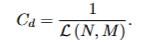 C_d = \frac{1}{\mathcal{L}(N, M)}.